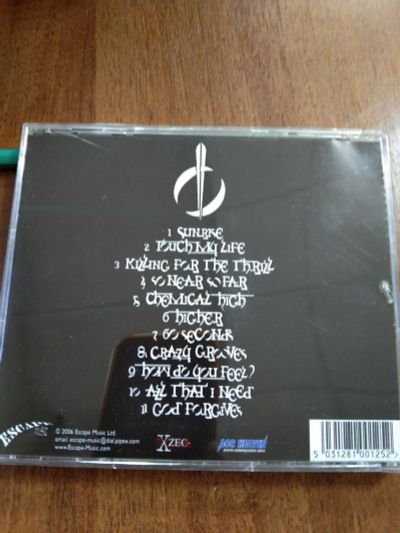 1 SUNRISE
2 TOUCH MY LIFE
3 KILLING FOR THE THRILL
4 SO NEAR SO FAR
5 CHEMICAL HIGH
6 HIGHER
7 60 SECONDS
8 CRAZY GROOVES
9 HOW DO YOU FEEL?
10 ALL THAT I NEED
11 GOD FORGIVES
© 2006 Escape Music Ltd
email. escape-music@dial.pipex.com
www.Escape-Music.com
XZEC
5 031281 001252